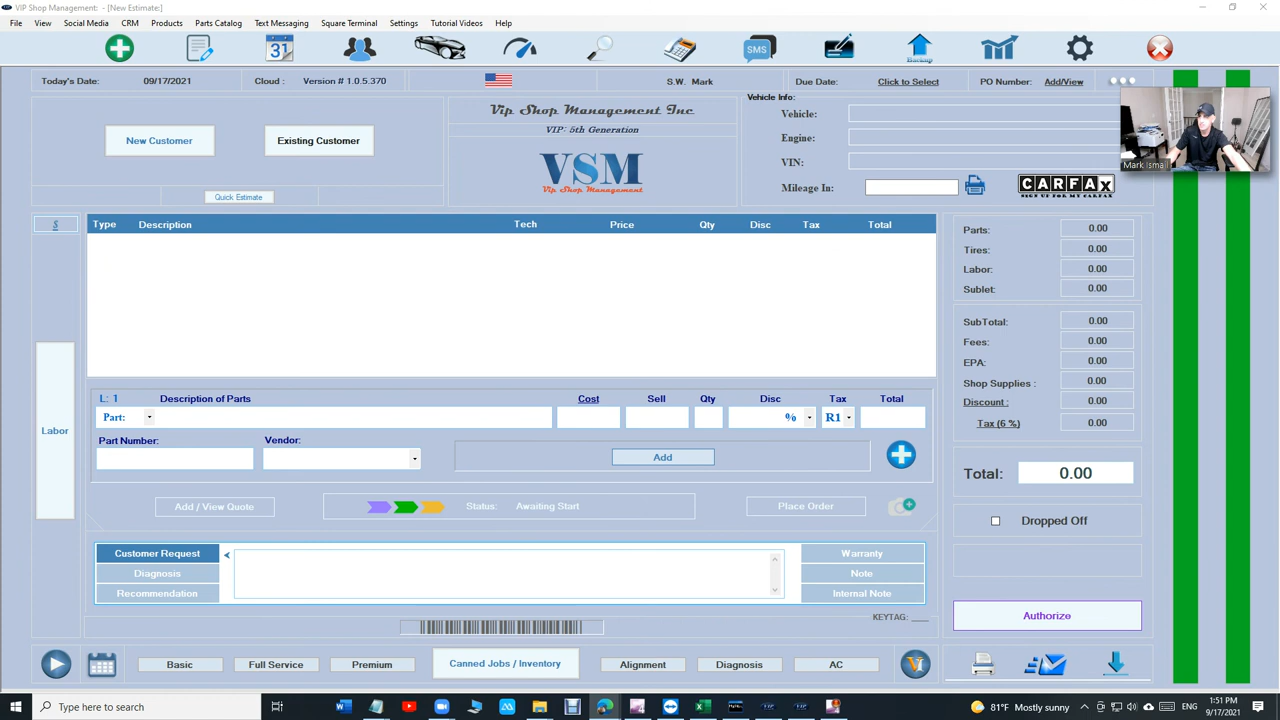 VIP Shop Management: - [New Estimate:]
File View Social Media CRM Products Parts Catalog Text Messaging Square Terminal Settings Tutorial Videos Help
31 SMS Backup
Today's Date: 09/17/2021 Cloud : Version # 1.0.5.370 S.W. Mark Due Date: Click to Select PO Number: Add/View
New Customer
Existing Customer
Quick Estimate
Vip Shop Management Inc
VIP: 5th Generation
VSM
Vip Shop Management
Vehicle Info:
Vehicle:
Engine:
VIN:
Mileage In:
CARFAX
SIGN UP FOR MY CARFAX
Mark Ismail
S
Type Description Tech Price Qty Disc Tax Total
Labor
L: 1 Description of Parts Cost Sell Qty Disc Tax Total
Part: % R1
Part Number: Vendor:
Add
Add / View Quote
Status: Awaiting Start
Place Order
Customer Request
Diagnosis
Recommendation
<
Warranty
Note
Internal Note
KEYTAG: ___
Parts: 0.00
Tires: 0.00
Labor: 0.00
Sublet: 0.00
SubTotal: 0.00
Fees: 0.00
EPA: 0.00
Shop Supplies : 0.00
Discount : 0.00
Tax (6 %) 0.00
Total: 0.00
Dropped Off
Authorize
Basic Full Service Premium Canned Jobs / Inventory Alignment Diagnosis AC
Type here to search
81°F Mostly sunny
1:51 PM
9/17/2021